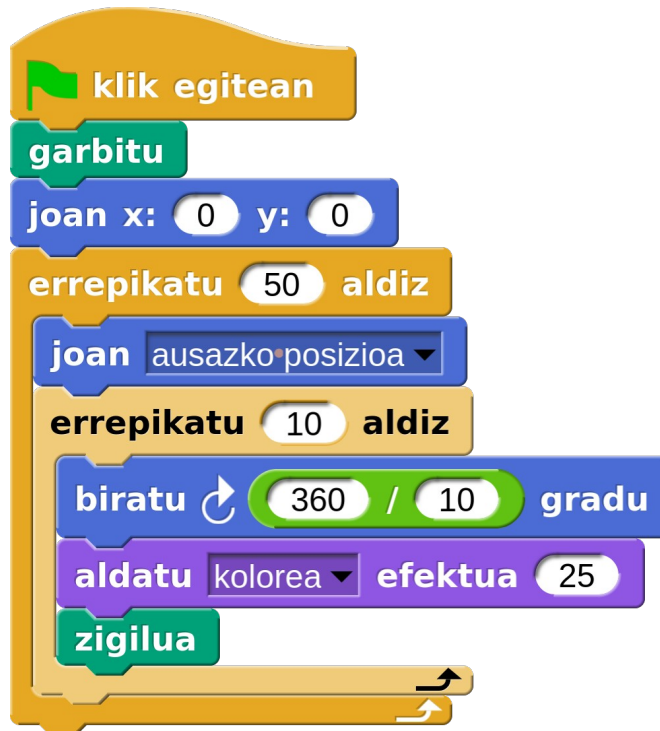 klik egitean
garbitu
joan x: 0 y: 0
errepikatu 50 aldiz
joan ausazko posizioa
errepikatu 10 aldiz
biratu 360 / 10 gradu
aldatu kolorea efektua 25
zigilua